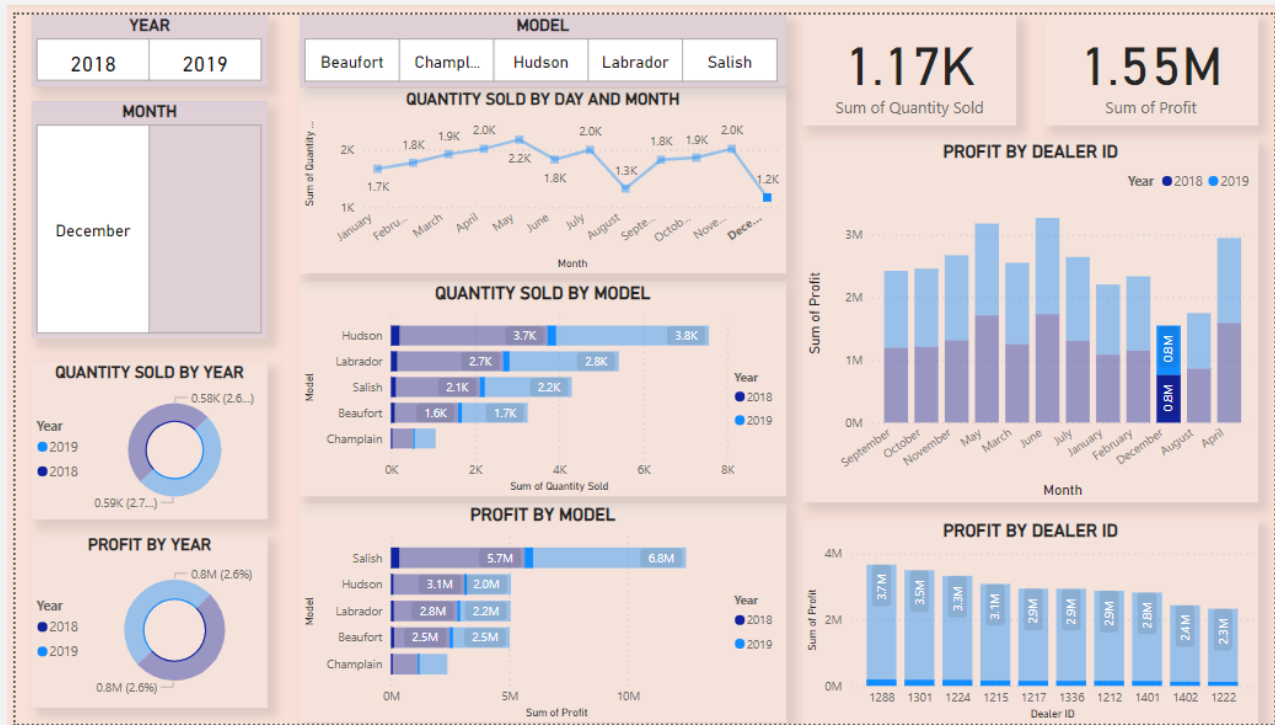 YEAR
2018
2019
MONTH
December
QUANTITY SOLD BY YEAR
0.58K (2.6...)
Year
2019
2018
0.59K (2.7...)
PROFIT BY YEAR
0.8M (2.6%)
Year
2018
2019
0.8M (2.6%)
MODEL
Beaufort
Champl...
Hudson
Labrador
Salish
QUANTITY SOLD BY DAY AND MONTH
Sum of Quantity ...
2K
1K
1.7K
1.8K
1.9K
2.0K
2.2K
1.8K
2.0K
1.3K
1.8K
1.9K
2.0K
1.2K
January
Febru...
March
April
May
June
July
August
Septe...
Octob...
Nove...
Dece...
Month
QUANTITY SOLD BY MODEL
Model
Hudson
3.7K
3.8K
Labrador
2.7K
2.8K
Salish
2.1K
2.2K
Beaufort
1.6K
1.7K
Champlain
0K
2K
4K
6K
8K
Sum of Quantity Sold
Year
2018
2019
PROFIT BY MODEL
Model
Salish
5.7M
6.8M
Hudson
3.1M
2.0M
Labrador
2.8M
2.2M
Beaufort
2.5M
2.5M
Champlain
0M
5M
10M
Sum of Profit
Year
2018
2019
1.17K
Sum of Quantity Sold
1.55M
Sum of Profit
PROFIT BY DEALER ID
Year
2018
2019
Sum of Profit
3M
2M
1M
0M
0.8M
0.8M
September
October
November
May
March
June
July
January
February
December
August
April
Month
PROFIT BY DEALER ID
Sum of Profit
4M
2M
0M
3.7M
3.5M
3.3M
3.1M
2.9M
2.9M
2.9M
2.8M
2.4M
2.3M
1288
1301
1224
1215
1217
1336
1212
1401
1402
1222
Dealer ID